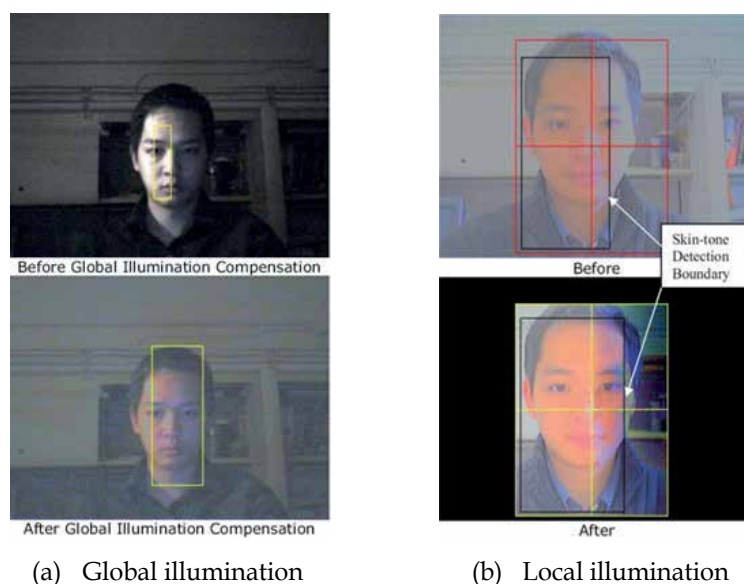 Before Global Illumination Compensation
After Global Illumination Compensation
(a) Global illumination
Before
Skin-tone
Detection
Boundary
After
(b) Local illumination